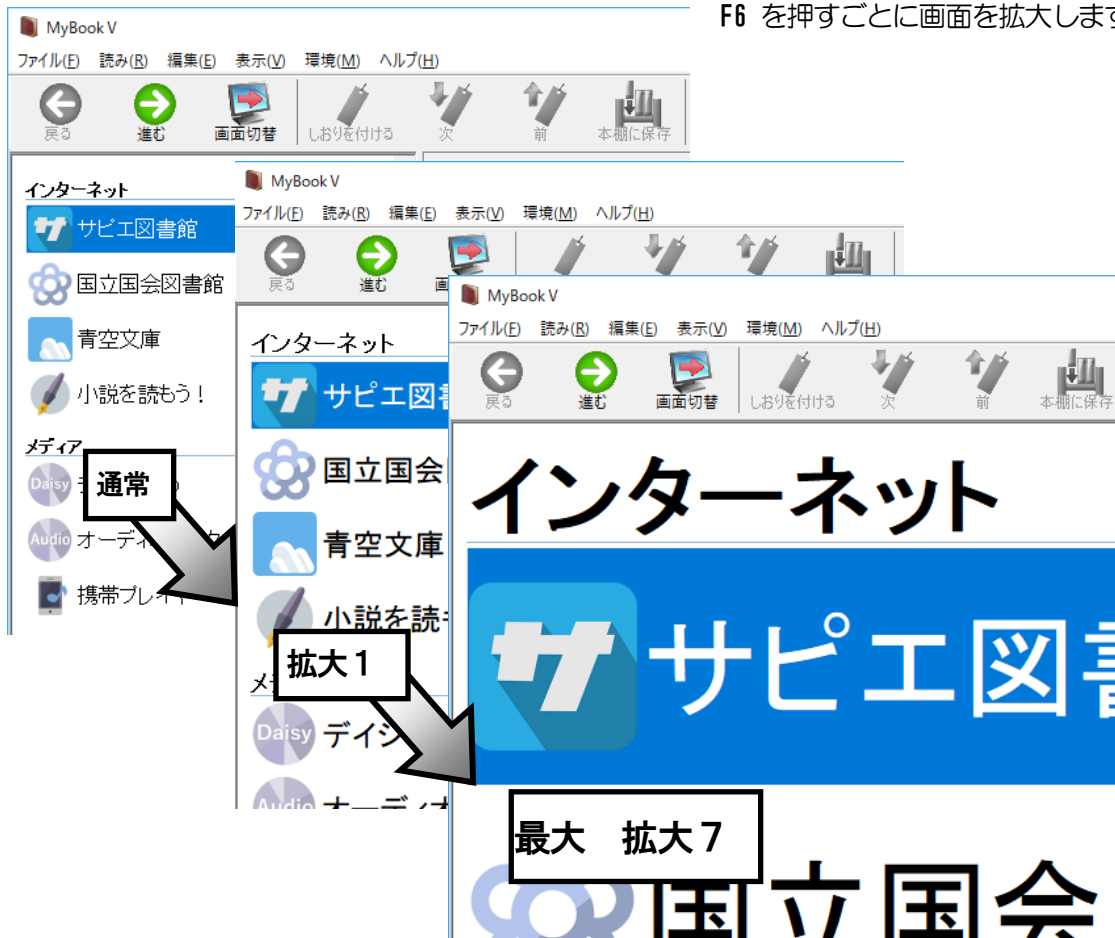 F6 を押すごとに画面を拡大します
MyBook V
ファイル(F) 読み(R) 編集(E) 表示(V) 環境(M) ヘルプ(H)
戻る 進む 画面切替 しおりを付ける 次 前 本棚に保存
インターネット
サピエ図書館
国立国会図書館
青空文庫
小説を読もう！
メディア
Daisy
Audio オーディ
携帯プレイヤ
通常
MyBook V
ファイル(F) 読み(R) 編集(E) 表示(V) 環境(M) ヘルプ(H)
戻る 進む 画
インターネット
サピエ図書
国立国会
青空文庫
小説を読
メ
Daisy デイジ
Audio オーディオ
拡大１
MyBook V
ファイル(F) 読み(R) 編集(E) 表示(V) 環境(M) ヘルプ(H)
戻る 進む 画面切替 しおりを付ける 次 前 本棚に保存
インターネット
サピエ図書
国立国会
最大 拡大７